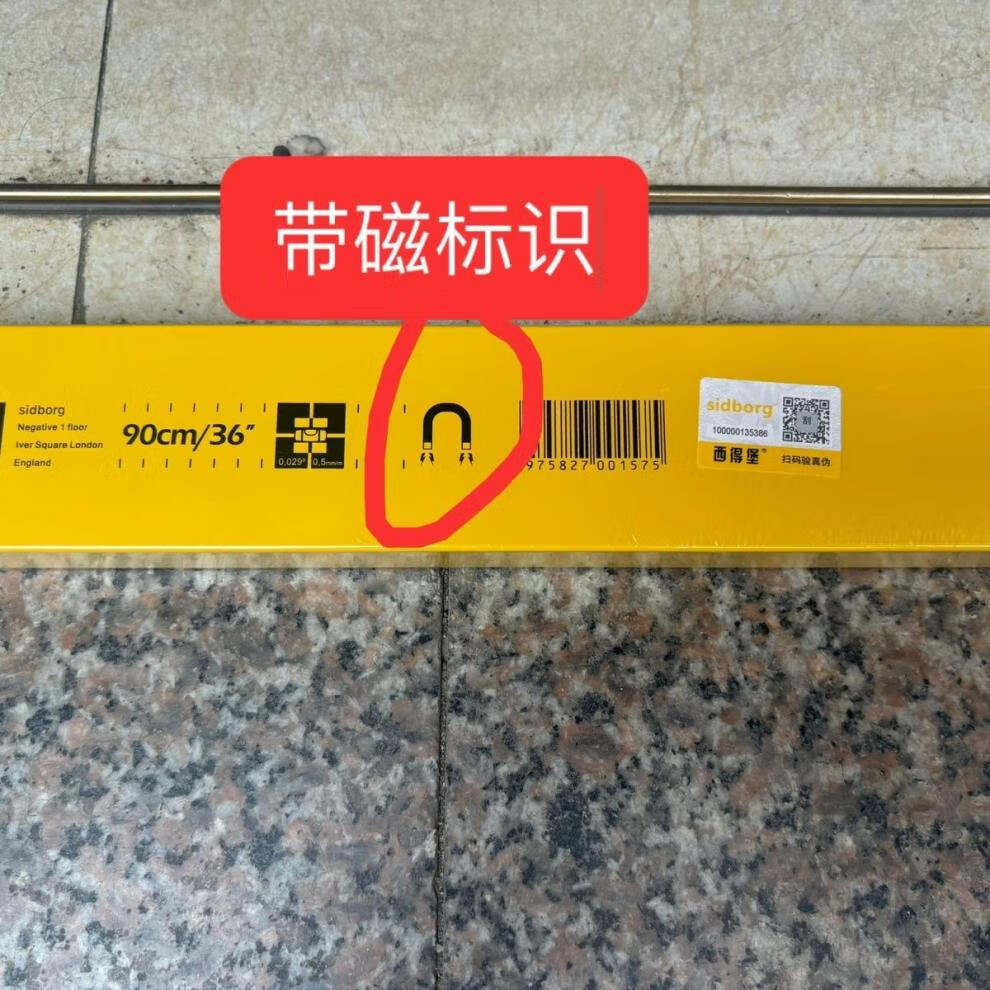 带磁标识
sidborg
Negative 1 floor
Iver Square London
England
90cm/36”
0,029° 0,5mm/m
975827 001575
sidborg
100000135386
刮
西得堡®
扫码验真伪